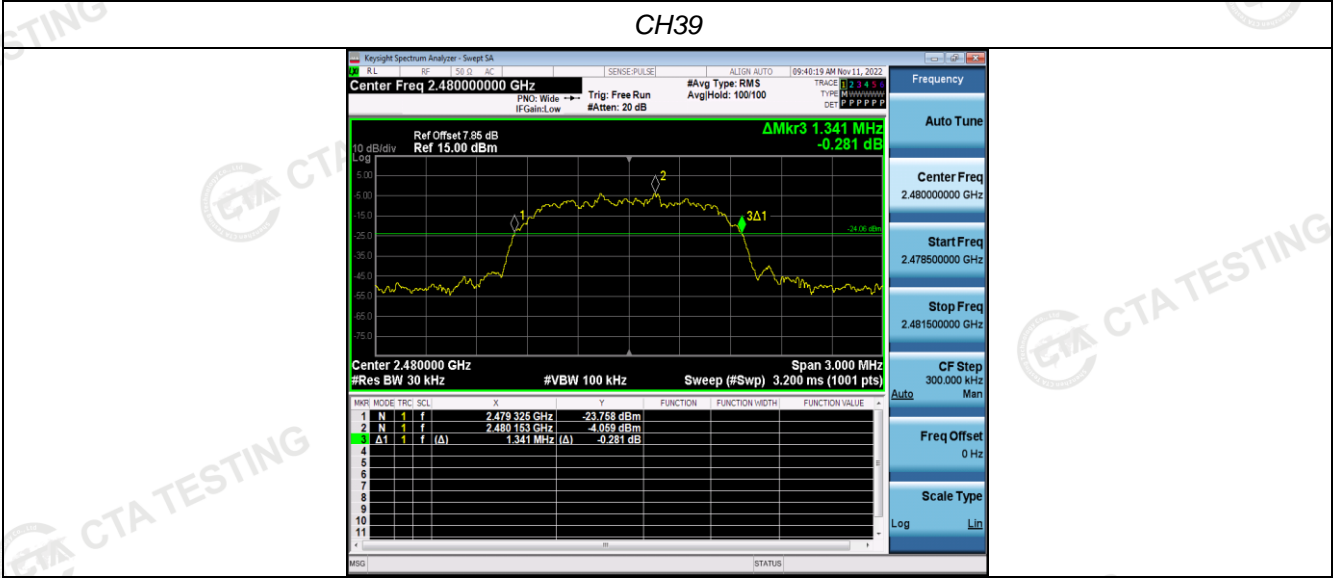 CH39
Keysight Spectrum Analyzer - Swept SA
RL RF 50 Ω AC SENSE:PULSE ALIGN AUTO 09:40:19 AM Nov 11, 2022
Center Freq 2.480000000 GHz
PNO: Wide
IFGain:Low
Trig: Free Run
#Atten: 20 dB
#Avg Type: RMS
Avg|Hold: 100/100
TRACE 1 2 3 4 5 6
TYPE M WWWWW
DET P P P P P P
Ref Offset 7.85 dB
10 dB/div Ref 15.00 dBm
Log
ΔMkr3 1.341 MHz
-0.281 dB
5.00
-5.00
-15.0
-25.0
-35.0
-45.0
-55.0
-65.0
-75.0
1
2
3Δ1
-24.06 dBm
Center 2.480000 GHz Span 3.000 MHz
#Res BW 30 kHz #VBW 100 kHz Sweep (#Swp) 3.200 ms (1001 pts)
MKR MODE TRC SCL X Y FUNCTION FUNCTION WIDTH FUNCTION VALUE
1 N 1 f 2.479 325 GHz -23.758 dBm
2 N 1 f 2.480 153 GHz -4.059 dBm
3 Δ1 1 f (Δ) 1.341 MHz (Δ) -0.281 dB
4
5
6
7
8
9
10
11
MSG STATUS
Frequency
Auto Tune
Center Freq
2.480000000 GHz
Start Freq
2.478500000 GHz
Stop Freq
2.481500000 GHz
CF Step
300.000 kHz
Auto Man
Freq Offset
0 Hz
Scale Type
Log Lin
CTA TESTING
CTA TESTING